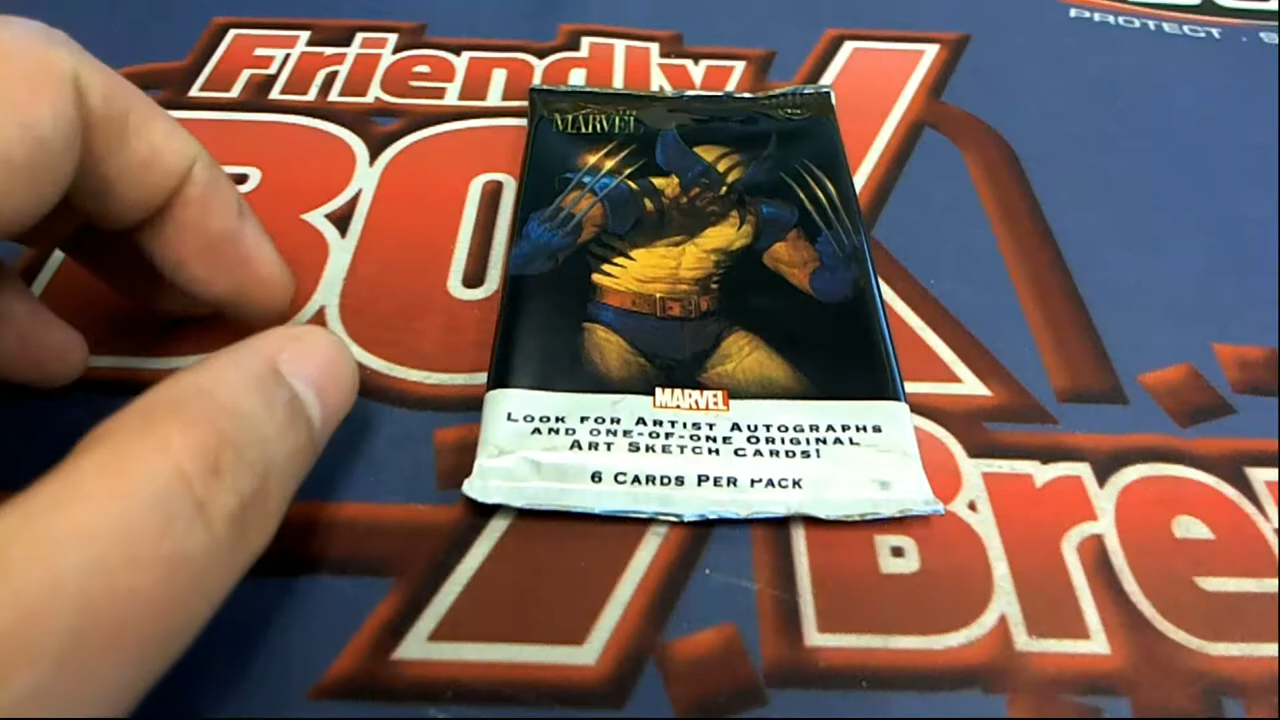 PROTECT · S
Friendly
BOX
MARVEL
MARVEL
LOOK FOR ARTIST AUTOGRAPHS
AND ONE-OF-ONE ORIGINAL
ART SKETCH CARDS!
6 CARDS PER PACK
Bre